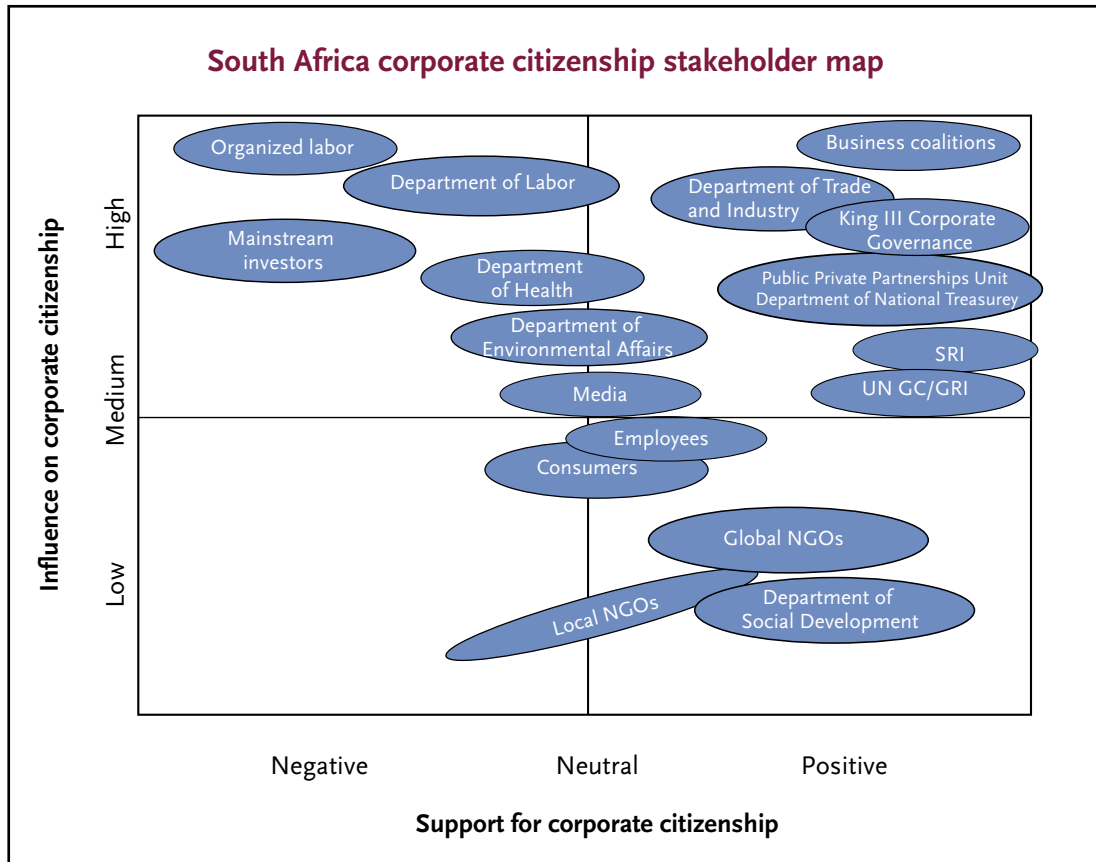 South Africa corporate citizenship stakeholder map
Influence on corporate citizenship
High
Medium
Low
Organized labor
Department of Labor
Mainstream
investors
Department
of Health
Department of
Environmental Affairs
Media
Business coalitions
Department of Trade
and Industry
King III Corporate
Governance
Public Private Partnerships Unit
Department of National Treasurey
SRI
UN GC/GRI
Employees
Consumers
Global NGOs
Local NGOs
Department of
Social Development
Negative
Neutral
Positive
Support for corporate citizenship